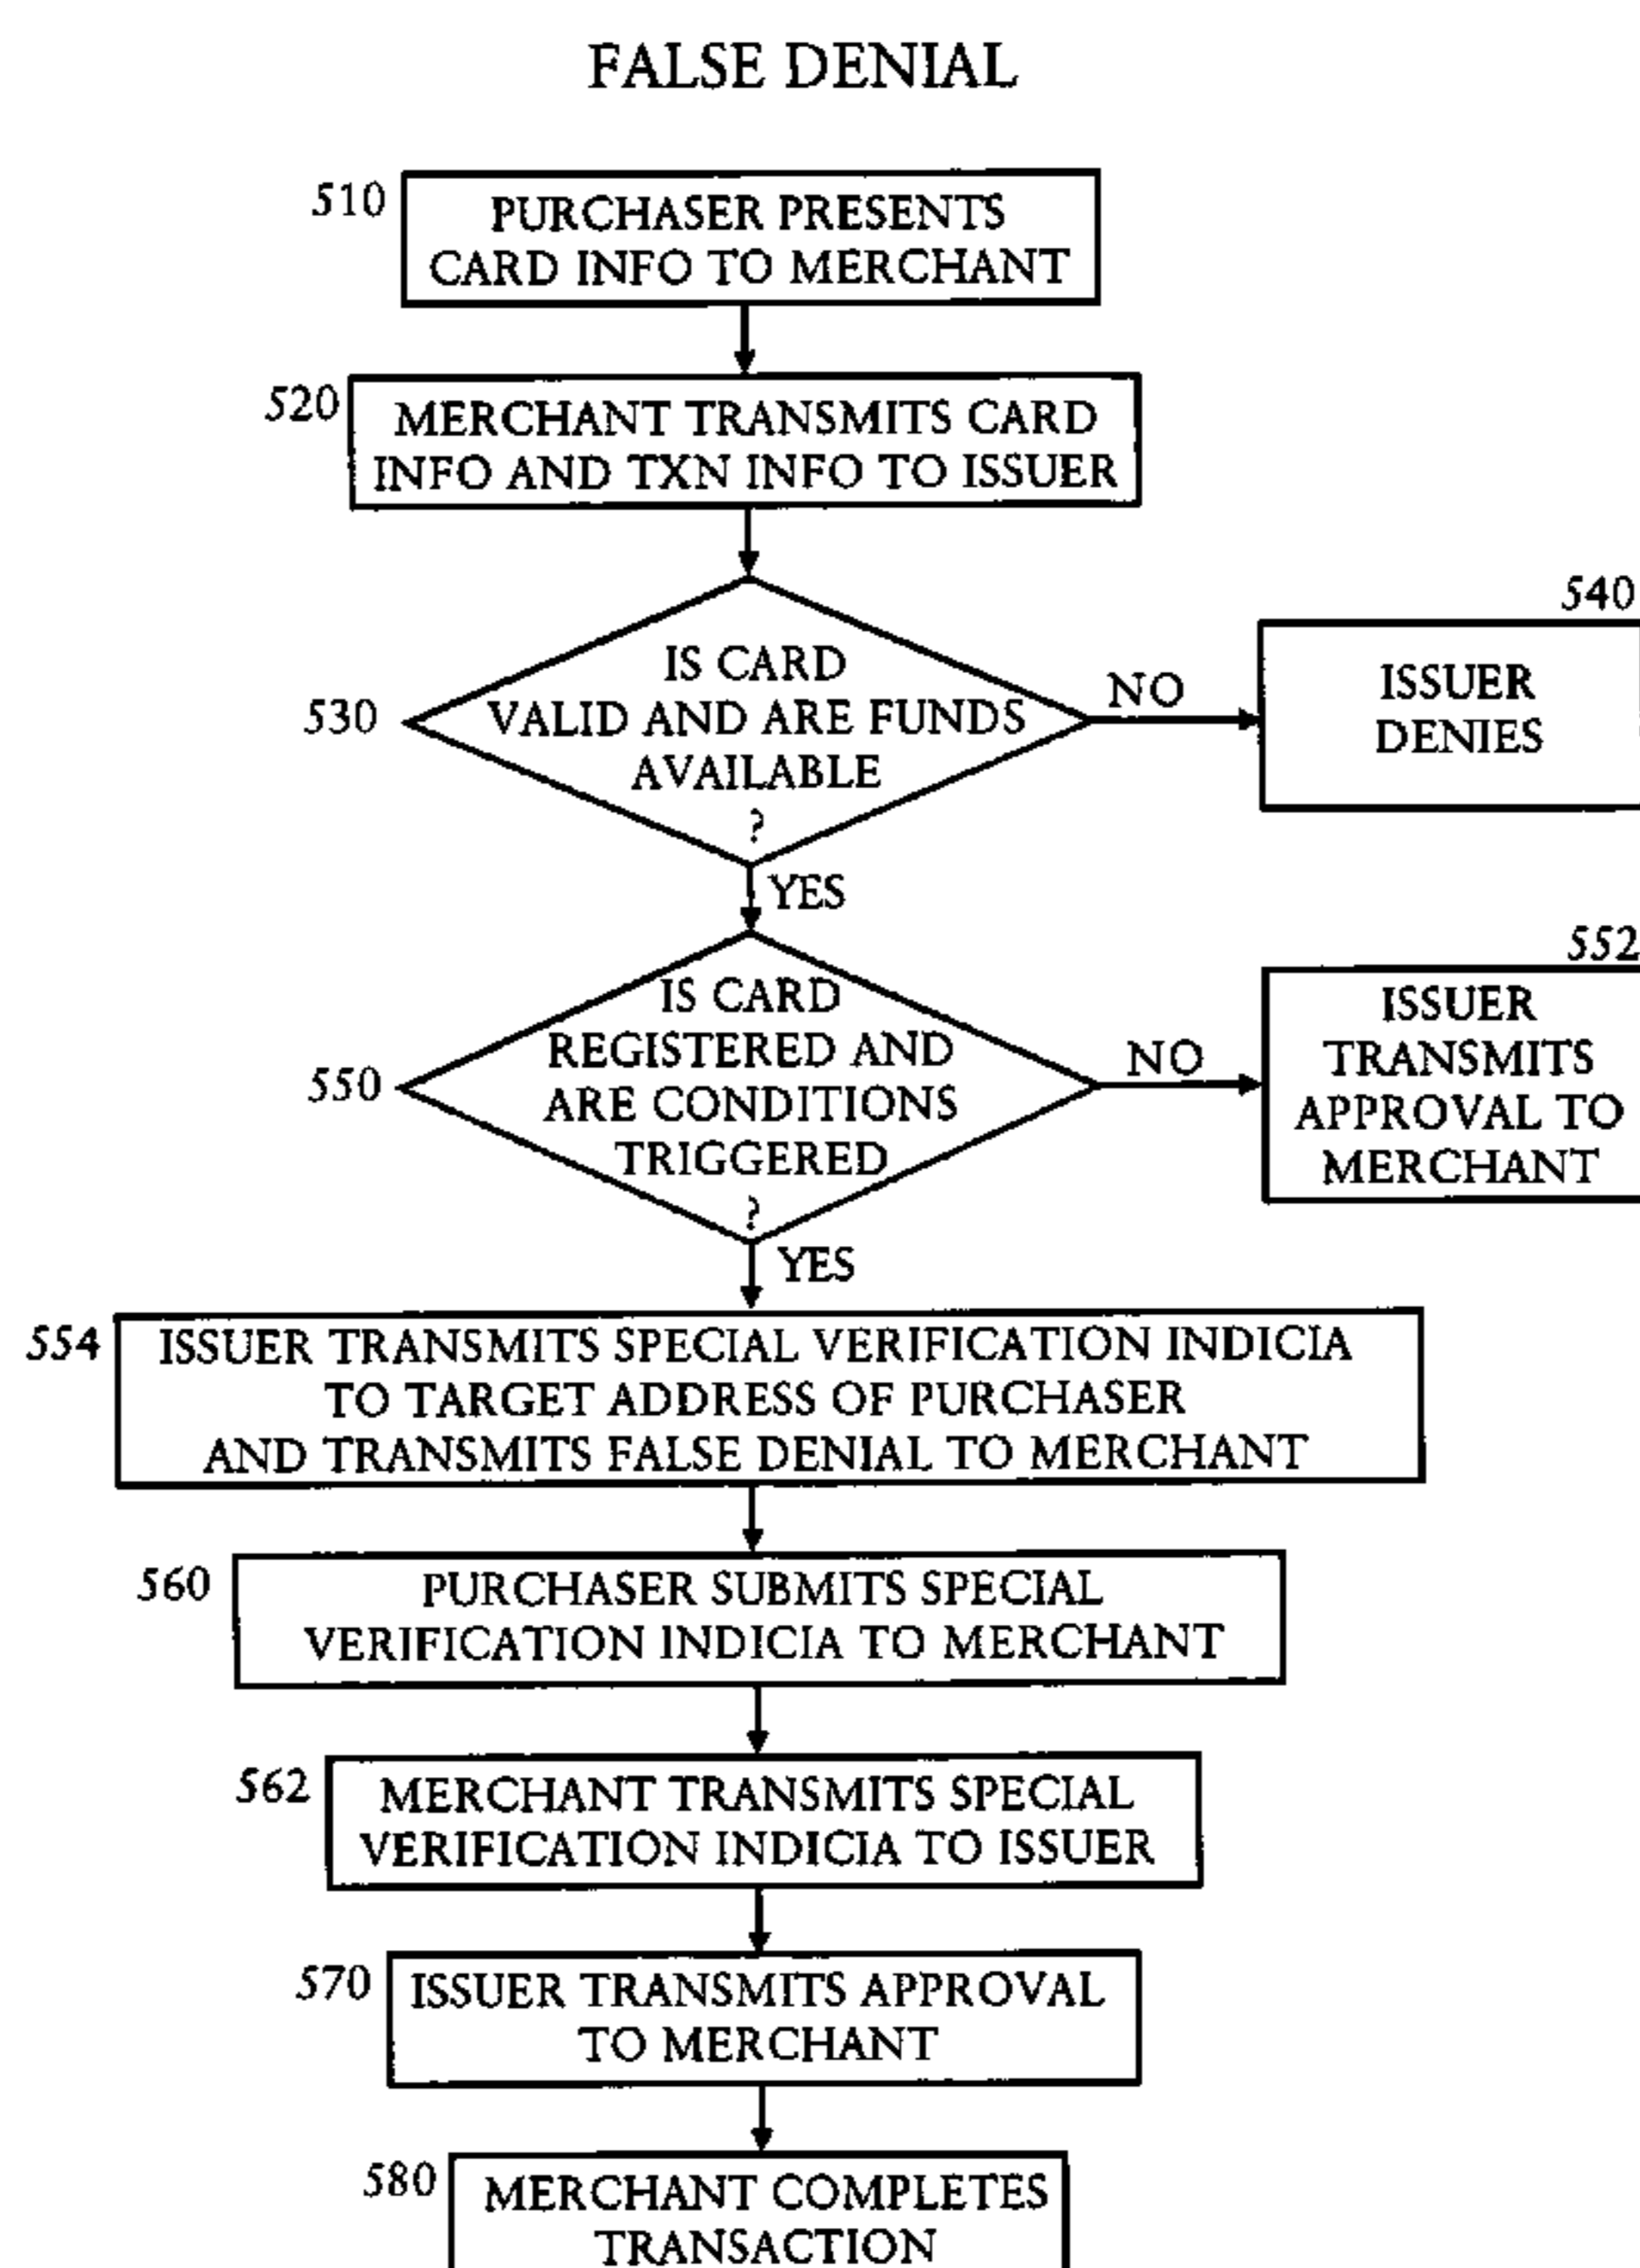 FALSE DENIAL
510
PURCHASER PRESENTS
CARD INFO TO MERCHANT
520
MERCHANT TRANSMITS CARD
INFO AND TXN INFO TO ISSUER
530
IS CARD
VALID AND ARE FUNDS
AVAILABLE
?
NO
540
ISSUER
DENIES
YES
550
IS CARD
REGISTERED AND
ARE CONDITIONS
TRIGGERED
?
NO
552
ISSUER
TRANSMITS
APPROVAL TO
MERCHANT
YES
554
ISSUER TRANSMITS SPECIAL VERIFICATION INDICIA
TO TARGET ADDRESS OF PURCHASER
AND TRANSMITS FALSE DENIAL TO MERCHANT
560
PURCHASER SUBMITS SPECIAL
VERIFICATION INDICIA TO MERCHANT
562
MERCHANT TRANSMITS SPECIAL
VERIFICATION INDICIA TO ISSUER
570
ISSUER TRANSMITS APPROVAL
TO MERCHANT
580
MERCHANT COMPLETES
TRANSACTION